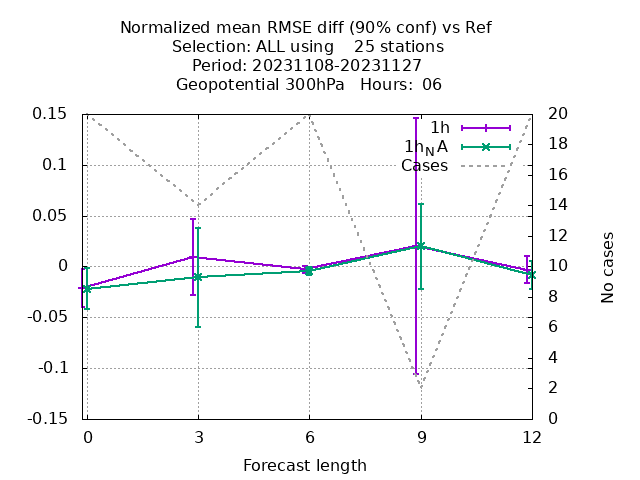 Normalized mean RMSE diff (90% conf) vs Ref
Selection: ALL using    25 stations
Period: 20231108-20231127
Geopotential 300hPa   Hours:  06
0.15
0.1
0.05
0
-0.05
-0.1
-0.15
20
18
16
14
12
10
8
6
4
2
0
1h
1h_NA
Cases
No cases
0
3
6
9
12
Forecast length